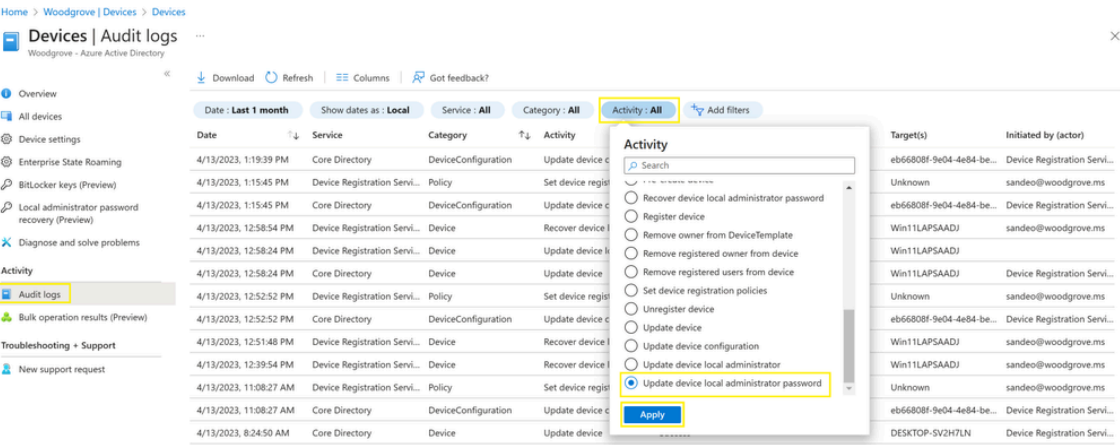 Home > Woodgrove | Devices > Devices
Devices | Audit logs ...
Woodgrove - Azure Active Directory
Overview
All devices
Device settings
Enterprise State Roaming
BitLocker keys (Preview)
Local administrator password
recovery (Preview)
Diagnose and solve problems
Activity
Audit logs
Bulk operation results (Preview)
Troubleshooting + Support
New support request
Download Refresh Columns Got feedback?
Date : Last 1 month Show dates as : Local Service : All Category : All Activity : All Add filters
Date Service Category Activity Target(s) Initiated by (actor)
4/13/2023, 1:19:39 PM Core Directory DeviceConfiguration Update device c eb66808f-9e04-4e84-be... Device Registration Servi...
4/13/2023, 1:15:45 PM Device Registration Servi... Policy Set device regist Unknown sandeo@woodgrove.ms
4/13/2023, 1:15:45 PM Core Directory DeviceConfiguration Update device c eb66808f-9e04-4e84-be... Device Registration Servi...
4/13/2023, 12:58:54 PM Device Registration Servi... Device Recover device l Win11LAPSAADJ sandeo@woodgrove.ms
4/13/2023, 12:58:24 PM Device Registration Servi... Device Update device l Win11LAPSAADJ
4/13/2023, 12:58:24 PM Core Directory Device Update device Win11LAPSAADJ Device Registration Servi...
4/13/2023, 12:52:52 PM Device Registration Servi... Policy Set device regist Unknown sandeo@woodgrove.ms
4/13/2023, 12:52:52 PM Core Directory DeviceConfiguration Update device c eb66808f-9e04-4e84-be... Device Registration Servi...
4/13/2023, 12:51:48 PM Device Registration Servi... Device Recover device l Win11LAPSAADJ sandeo@woodgrove.ms
4/13/2023, 12:39:54 PM Device Registration Servi... Device Recover device l Win11LAPSAADJ sandeo@woodgrove.ms
4/13/2023, 11:08:27 AM Device Registration Servi... Policy Set device regist Unknown sandeo@woodgrove.ms
4/13/2023, 11:08:27 AM Core Directory DeviceConfiguration Update device c eb66808f-9e04-4e84-be... Device Registration Servi...
4/13/2023, 8:24:50 AM Core Directory Device Update device DESKTOP-SV2H7LN Device Registration Servi...
Activity
Search
Recover device local administrator password
Register device
Remove owner from DeviceTemplate
Remove registered owner from device
Remove registered users from device
Set device registration policies
Unregister device
Update device
Update device configuration
Update device local administrator
Update device local administrator password
Apply